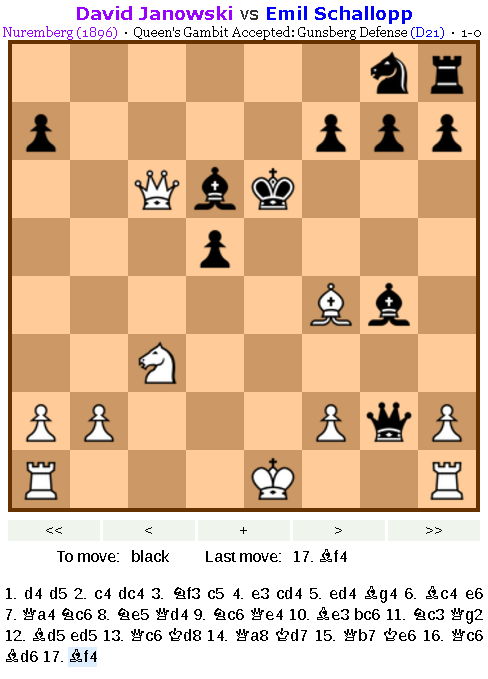 David Janowski vs Emil Schallopp
Nuremberg (1896) · Queen's Gambit Accepted: Gunsberg Defense (D21) · 1-0
<< < + > >>
To move: black Last move: 17. ♗f4
1. d4 d5 2. c4 dc4 3. ♘f3 c5 4. e3 cd4 5. ed4 ♗g4 6. ♗c4 e6
7. ♕a4 ♘c6 8. ♘e5 ♕d4 9. ♘c6 ♕e4 10. ♗e3 bc6 11. ♘c3 ♕g2
12. ♗d5 ed5 13. ♕c6 ♔d8 14. ♕a8 ♔d7 15. ♕b7 ♔e6 16. ♕c6
♗d6 17. ♗f4